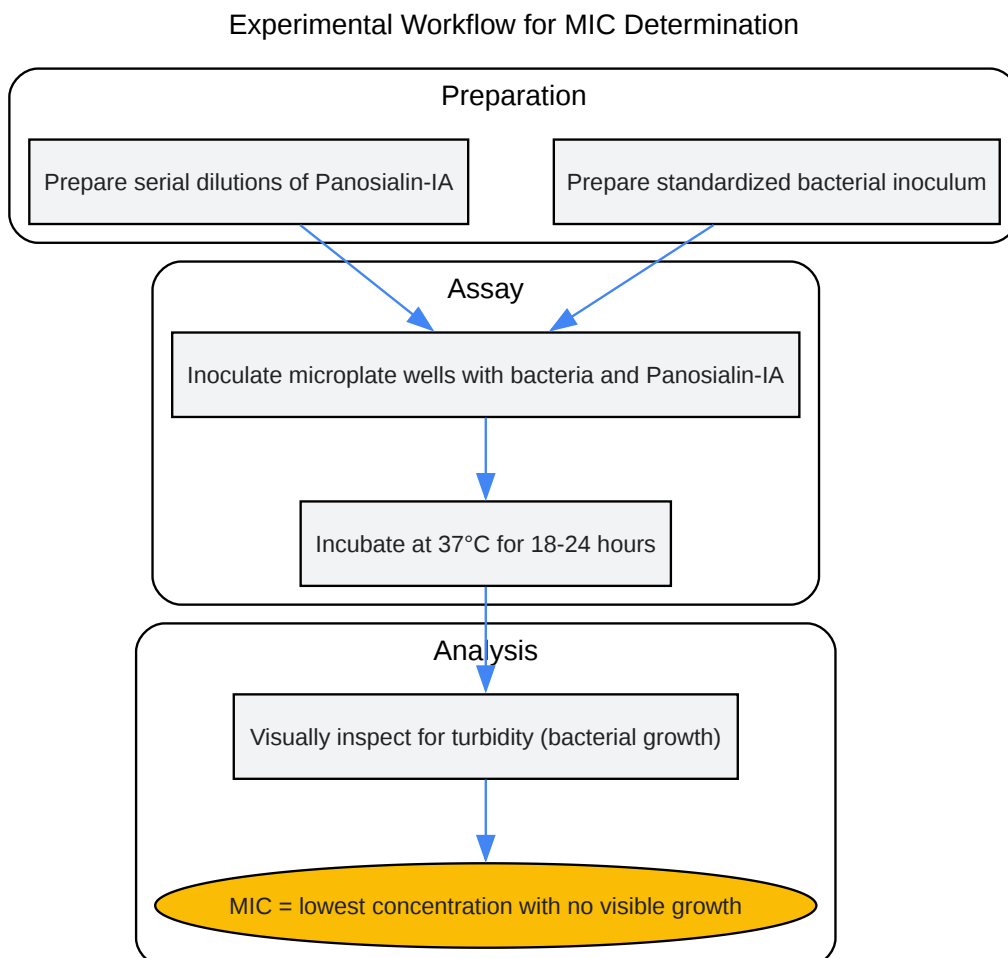 Experimental Workflow for MIC Determination
Preparation
Prepare serial dilutions of Panosialin-IA
Prepare standardized bacterial inoculum
Assay
Inoculate microplate wells with bacteria and Panosialin-IA
Incubate at 37°C for 18-24 hours
Analysis
Visually inspect for turbidity (bacterial growth)
MIC = lowest concentration with no visible growth